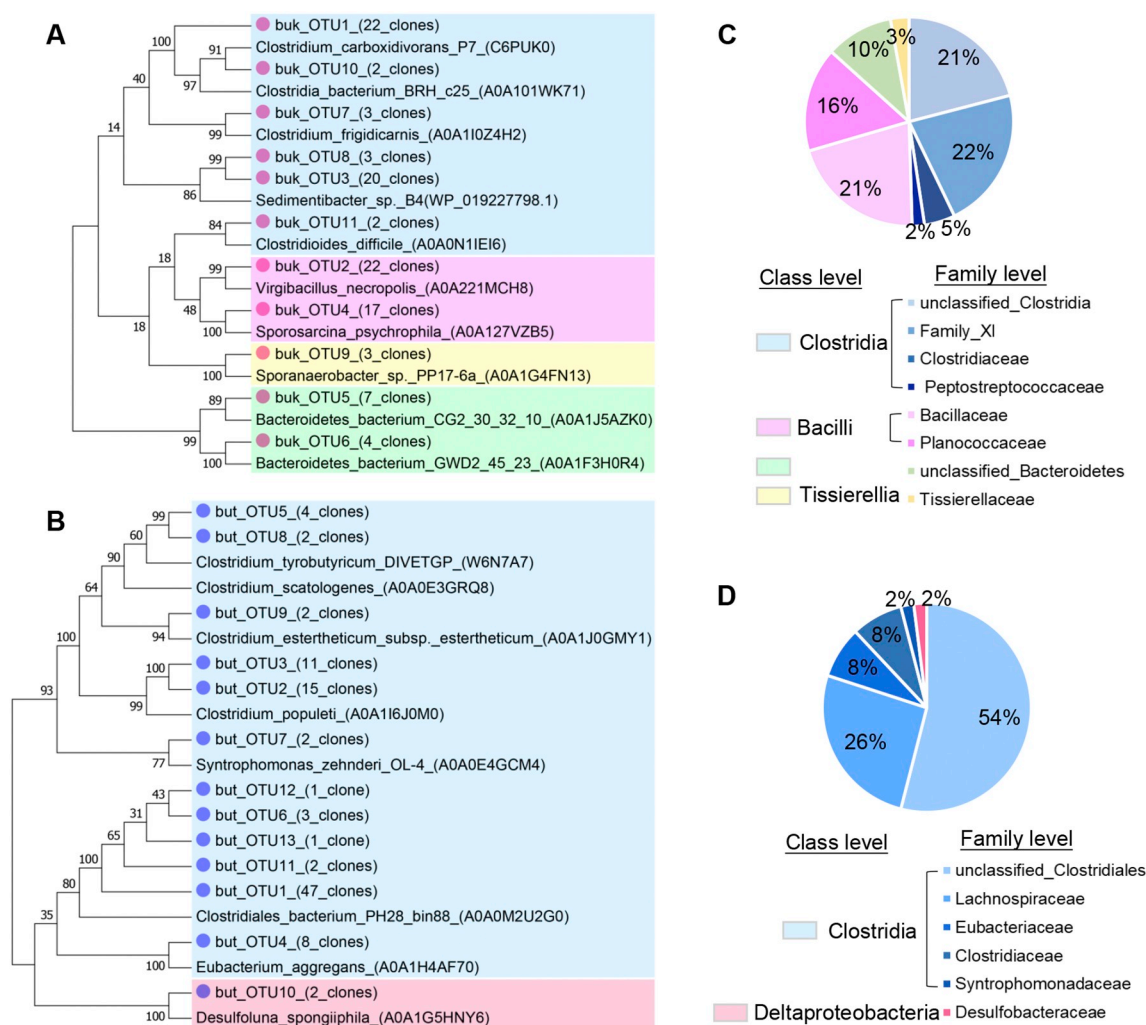 A
100
buk_OTU1_(22_clones)
91
Clostridium_carboxidivorans_P7_(C6PUK0)
40
buk_OTU10_(2_clones)
97
Clostridia_bacterium_BRH_c25_(A0A101WK71)
buk_OTU7_(3_clones)
14
99
Clostridium_frigidicarnis_(A0A1I0Z4H2)
99
buk_OTU8_(3_clones)
buk_OTU3_(20_clones)
86
Sedimentibacter_sp._B4(WP_019227798.1)
84
buk_OTU11_(2_clones)
Clostridioides_difficile_(A0A0N1IEI6)
18
99
buk_OTU2_(22_clones)
Virgibacillus_necropolis_(A0A221MCH8)
48
buk_OTU4_(17_clones)
18
100
Sporosarcina_psychrophila_(A0A127VZB5)
buk_OTU9_(3_clones)
100
Sporanaerobacter_sp._PP17-6a_(A0A1G4FN13)
89
buk_OTU5_(7_clones)
Bacteroidetes_bacterium_CG2_30_32_10_(A0A1J5AZK0)
99
buk_OTU6_(4_clones)
100
Bacteroidetes_bacterium_GWD2_45_23_(A0A1F3H0R4)
B
99
but_OTU5_(4_clones)
60
but_OTU8_(2_clones)
90
Clostridium_tyrobutyricum_DIVETGP_(W6N7A7)
64
Clostridium_scatologenes_(A0A0E3GRQ8)
but_OTU9_(2_clones)
100
94
Clostridium_estertheticum_subsp._estertheticum_(A0A1J0GMY1)
100
but_OTU3_(11_clones)
93
but_OTU2_(15_clones)
99
Clostridium_populeti_(A0A1I6J0M0)
but_OTU7_(2_clones)
77
Syntrophomonas_zehnderi_OL-4_(A0A0E4GCM4)
43
but_OTU12_(1_clone)
31
but_OTU6_(3_clones)
65
but_OTU13_(1_clone)
100
but_OTU11_(2_clones)
80
but_OTU1_(47_clones)
35
Clostridiales_bacterium_PH28_bin88_(A0A0M2U2G0)
but_OTU4_(8_clones)
100
Eubacterium_aggregans_(A0A1H4AF70)
but_OTU10_(2_clones)
100
Desulfoluna_spongiiphila_(A0A1G5HNY6)
C
3%
10%
21%
16%
22%
21%
2%
5%
Class level
Family level
Clostridia
unclassified_Clostridia
Family_XI
Clostridiaceae
Peptostreptococcaceae
Bacilli
Bacillaceae
Planococcaceae
unclassified_Bacteroidetes
Tissierellia
Tissierellaceae
D
2%
2%
8%
8%
54%
26%
Class level
Family level
Clostridia
unclassified_Clostridiales
Lachnospiraceae
Eubacteriaceae
Clostridiaceae
Syntrophomonadaceae
Deltaproteobacteria
Desulfobacteraceae